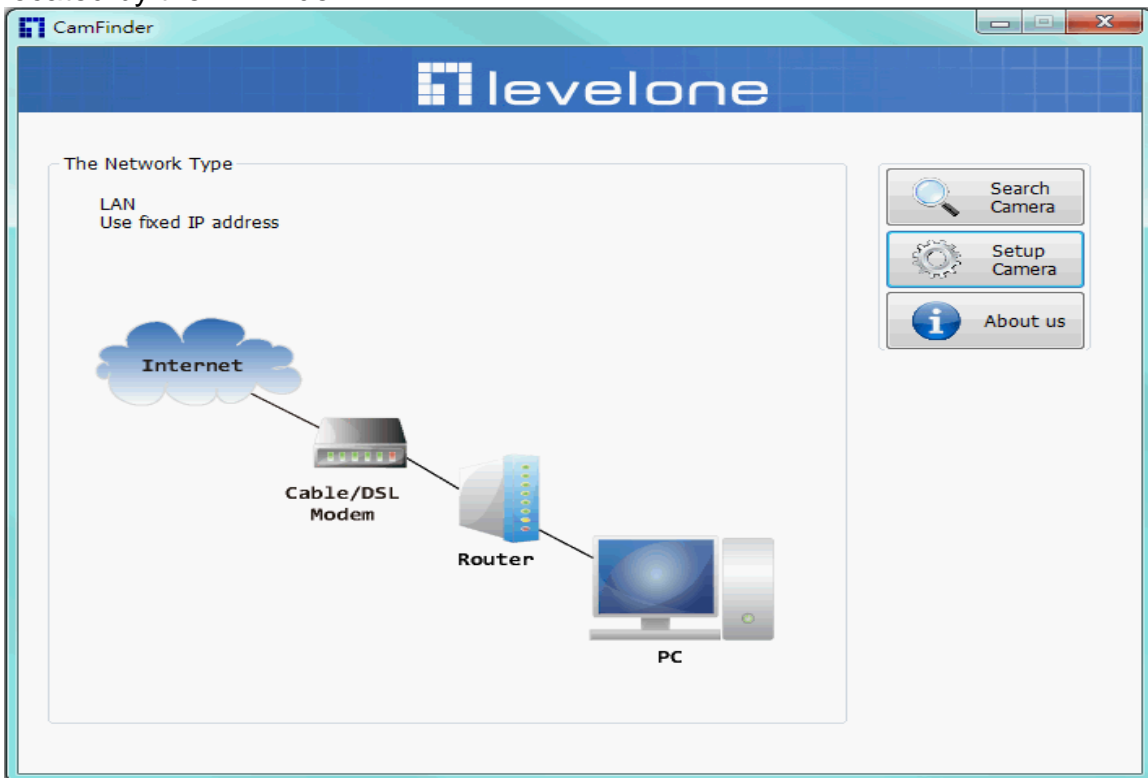 CamFinder
levelone
The Network Type
LAN
Use fixed IP address
Search
Camera
Setup
Camera
About us
Internet
Cable/DSL
Modem
Router
PC